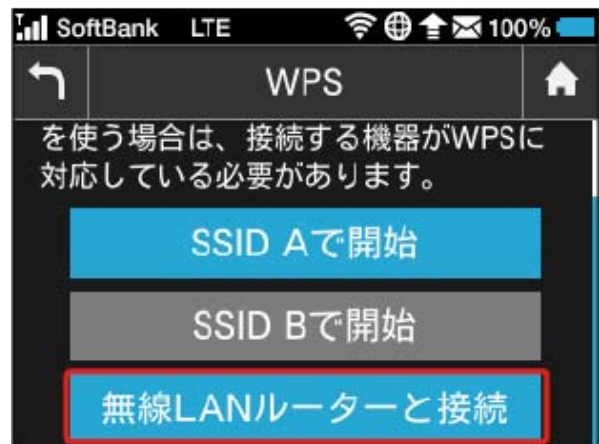 SoftBank LTE 100%
WPS
を使う場合は、接続する機器がWPSに
対応している必要があります。
SSID Aで開始
SSID Bで開始
無線LANルーターと接続